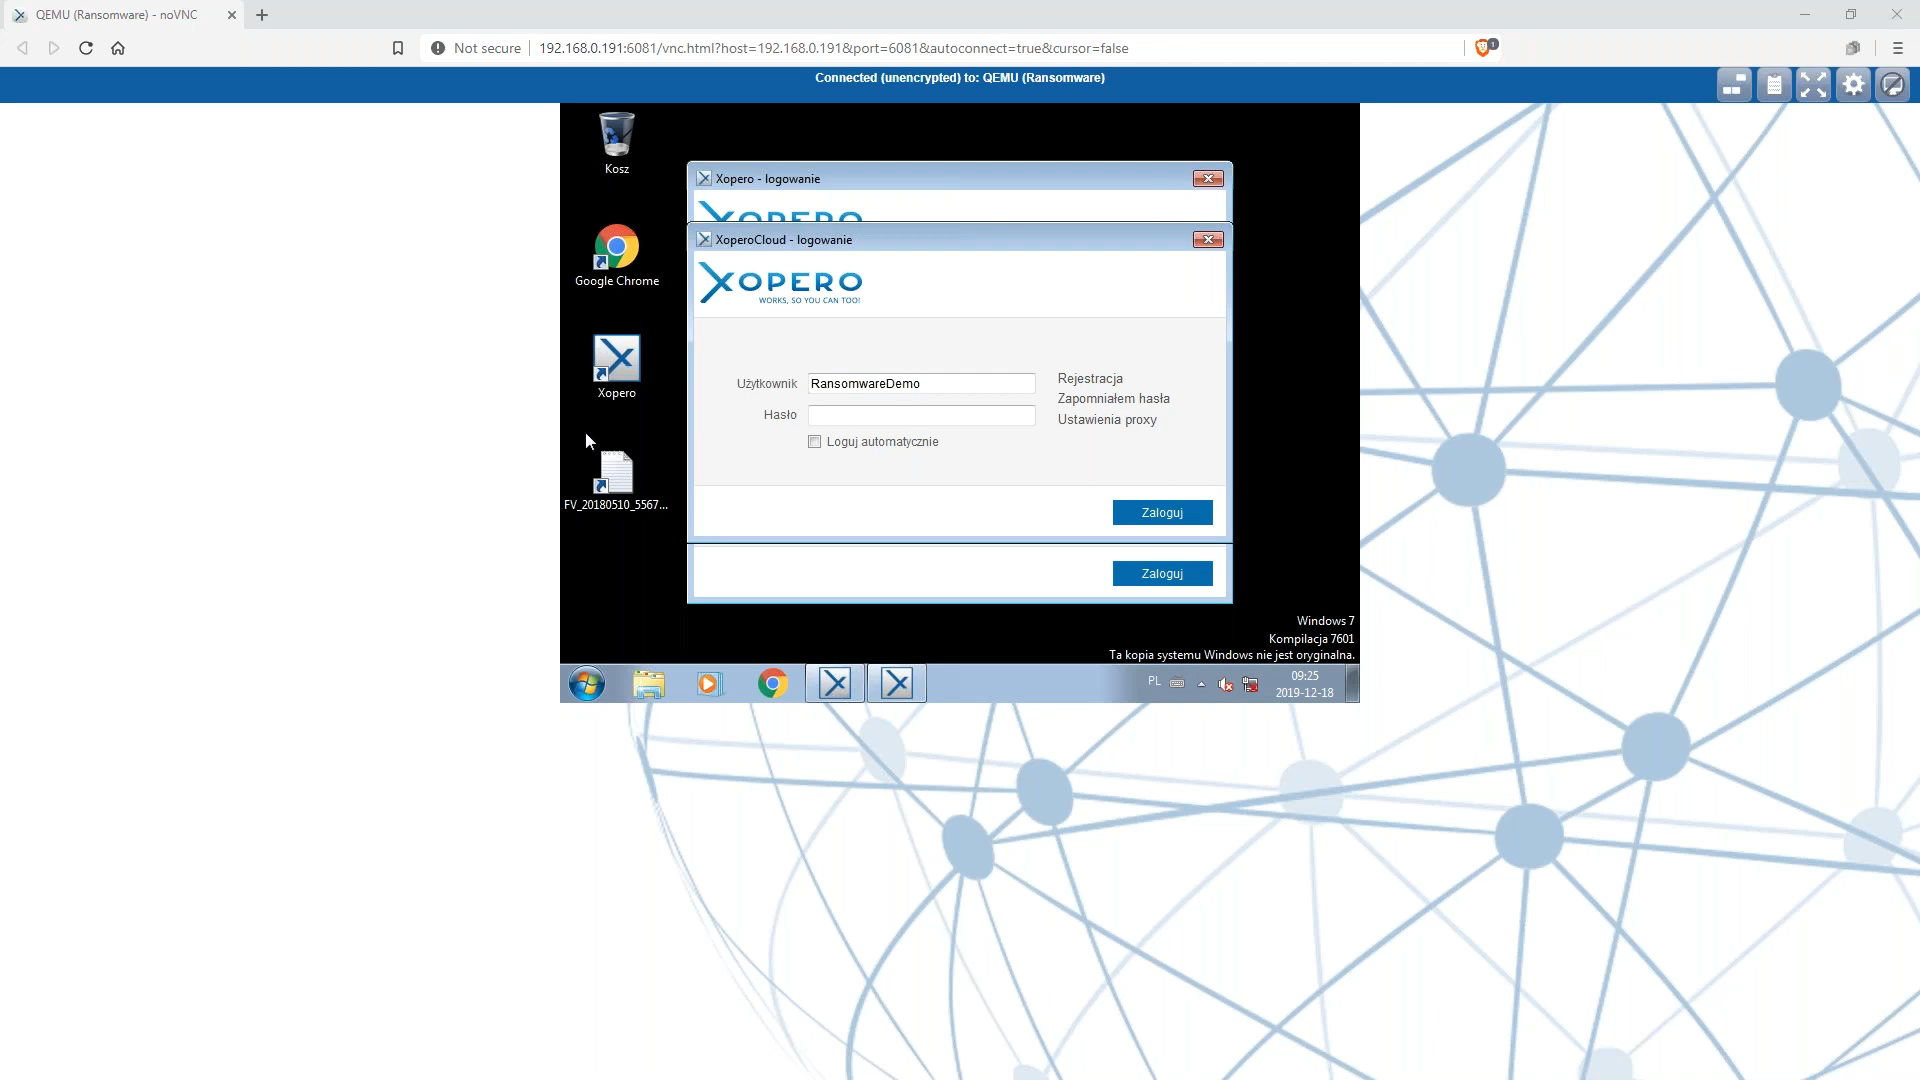 QEMU (Ransomware) - noVNC
Not secure
192.168.0.191:6081/vnc.html?host=192.168.0.191&port=6081&autoconnect=true&cursor=false
1
Connected (unencrypted) to: QEMU (Ransomware)
Kosz
Google Chrome
Xopero
FV_20180510_5567...
Xopero - logowanie
XOPERO
XoperoCloud - logowanie
XOPERO
WORKS, SO YOU CAN TOO!
Użytkownik
RansomwareDemo
Hasło
Loguj automatycznie
Rejestracja
Zapomniałem hasła
Ustawienia proxy
Zaloguj
Zaloguj
Windows 7
Kompilacja 7601
Ta kopia systemu Windows nie jest oryginalna.
PL
09:25
2019-12-18